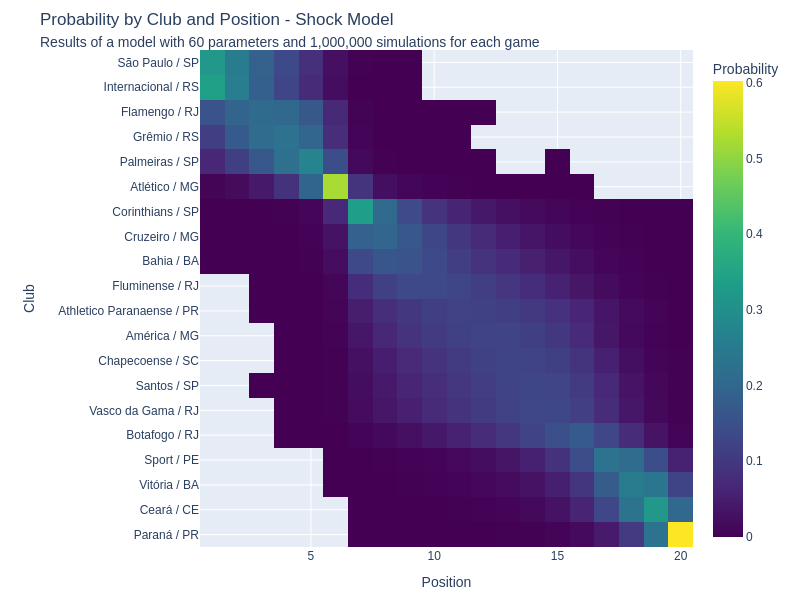 Probability by Club and Position - Shock Model
Results of a model with 60 parameters and 1,000,000 simulations for each game
Probability
São Paulo / SP
Internacional / RS
Flamengo / RJ
Grêmio / RS
Palmeiras / SP
Atlético / MG
Corinthians / SP
Cruzeiro / MG
Bahia / BA
Fluminense / RJ
Athletico Paranaense / PR
América / MG
Chapecoense / SC
Santos / SP
Vasco da Gama / RJ
Botafogo / RJ
Sport / PE
Vitória / BA
Ceará / CE
Paraná / PR
Club
5
10
15
20
Position
0.6
0.5
0.4
0.3
0.2
0.1
0